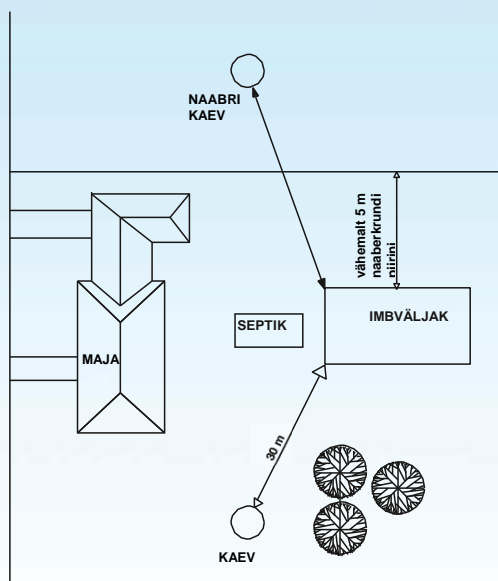 NAABRI
KAEV
vähemalt 5 m
naaberkrundi
piirini
SEPTIK
IMBVÄLJAK
MAJA
30 m
KAEV